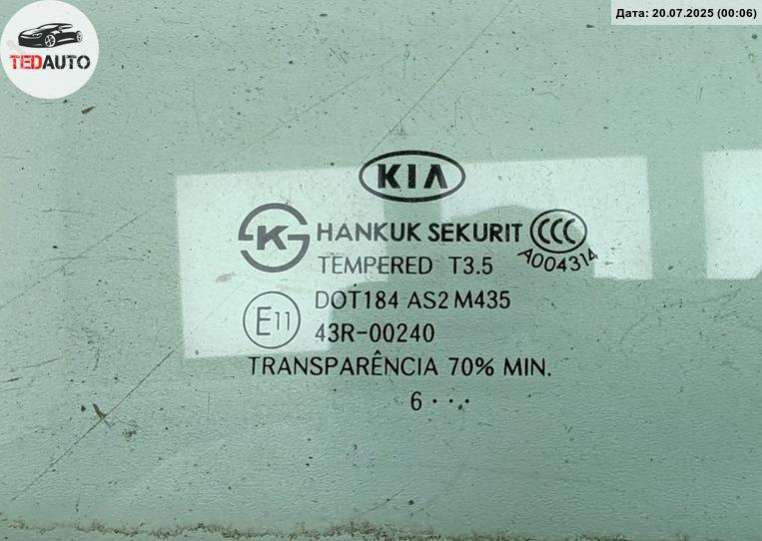 Дата: 20.07.2025 (00:06)
TEDAUTO
KIA
K HANKUK SEKURIT CCC
TEMPERED T3.5 A004314
DOT184 AS2 M435
E11
43R-00240
TRANSPARÊNCIA 70% MIN.
6 · · ·